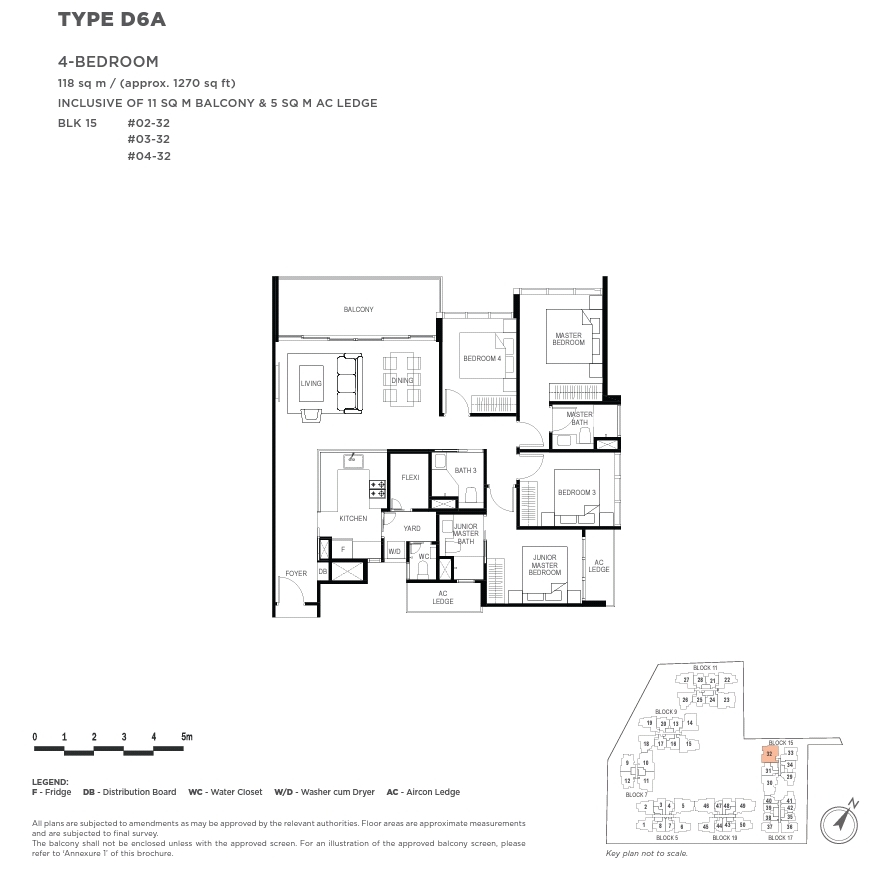 TYPE D6A
4-BEDROOM
118 sq m / (approx. 1270 sq ft)
INCLUSIVE OF 11 SQ M BALCONY & 5 SQ M AC LEDGE
BLK 15 #02-32
#03-32
#04-32
BALCONY
MASTER
BEDROOM
BEDROOM 4
LIVING
DINING
MASTER
BATH
BATH 3
FLEXI
BEDROOM 3
KITCHEN
YARD
JUNIOR
MASTER
BATH
F
W/D
WC
JUNIOR
MASTER
BEDROOM
AC
LEDGE
FOYER
DB
AC
LEDGE
BLOCK 11
27 28 21 22
26 25 24 23
BLOCK 9
19 20 13 14
18 17 16 15
BLOCK 15
32 33
31 34
30 29
9 10
12 11
BLOCK 7
2 3 4 5
1 8 7 6
BLOCK 5
46 47 48 49
45 44 43 50
BLOCK 19
40 41
39 42
38 35
37 36
BLOCK 17
N
Key plan not to scale.
0 1 2 3 4 5m
LEGEND:
F - Fridge DB - Distribution Board WC - Water Closet W/D - Washer cum Dryer AC - Aircon Ledge
All plans are subjected to amendments as may be approved by the relevant authorities. Floor areas are approximate measurements
and are subjected to final survey.
The balcony shall not be enclosed unless with the approved screen. For an illustration of the approved balcony screen, please
refer to 'Annexure 1' of this brochure.